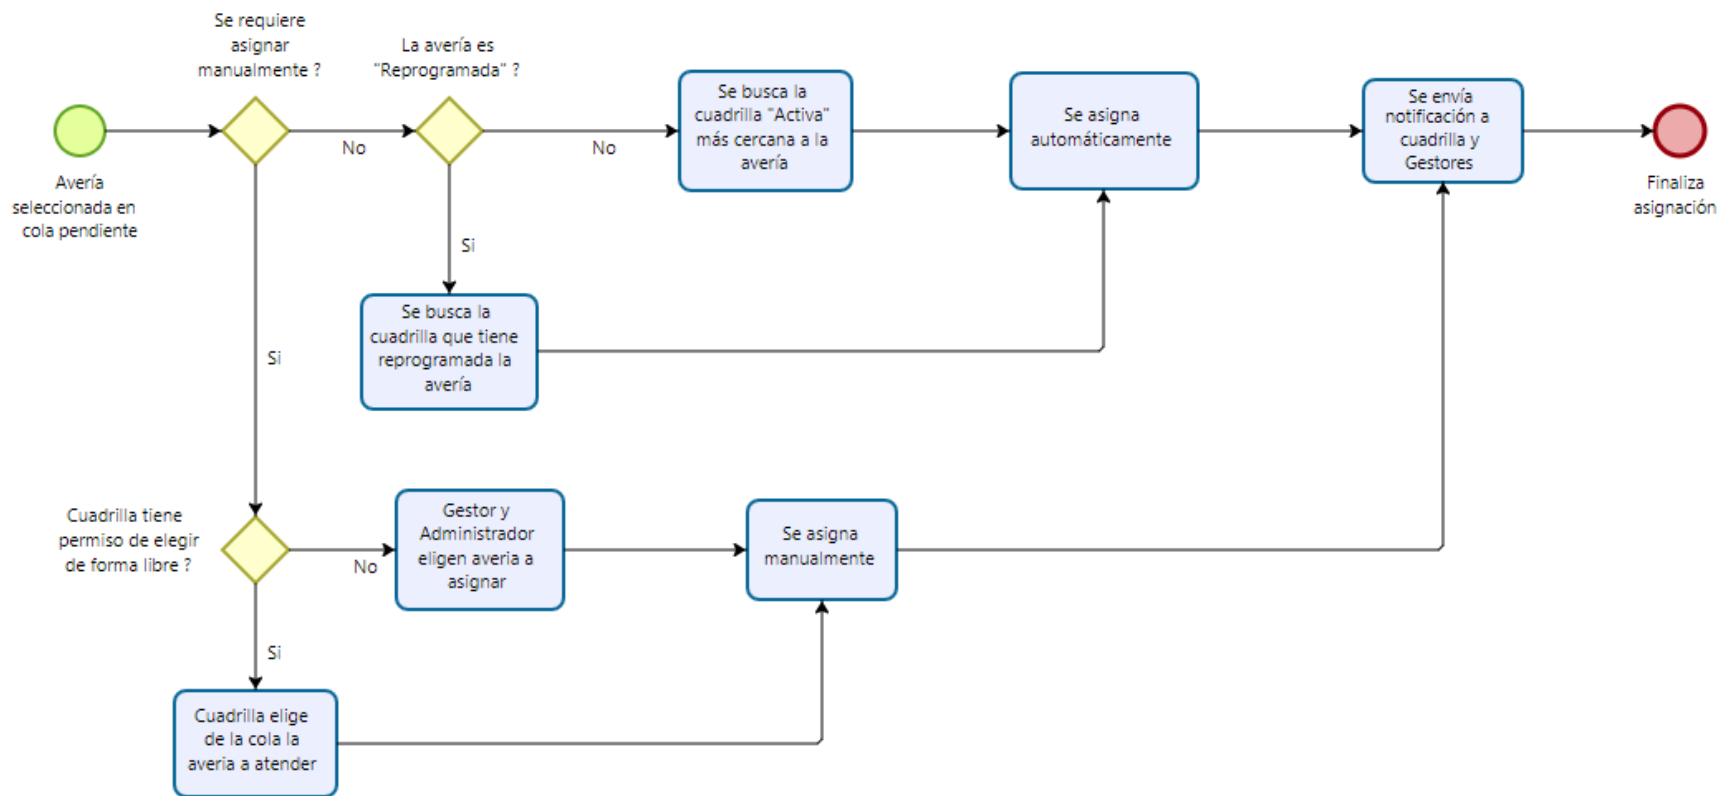 Se requiere
asignar
manualmente ?
La avería es
"Reprogramada" ?
Se busca la
cuadrilla "Activa"
más cercana a la
avería
Se asigna
automáticamente
Se envía
notificación a
cuadrilla y
Gestores
No
No
Avería
seleccionada en
cola pendiente
Finaliza
asignación
Si
Se busca la
cuadrilla que tiene
reprogramada la
avería
Si
Cuadrilla tiene
permiso de elegir
de forma libre ?
No
Gestor y
Administrador
eligen averia a
asignar
Se asigna
manualmente
Si
Cuadrilla elige
de la cola la
averia a atender